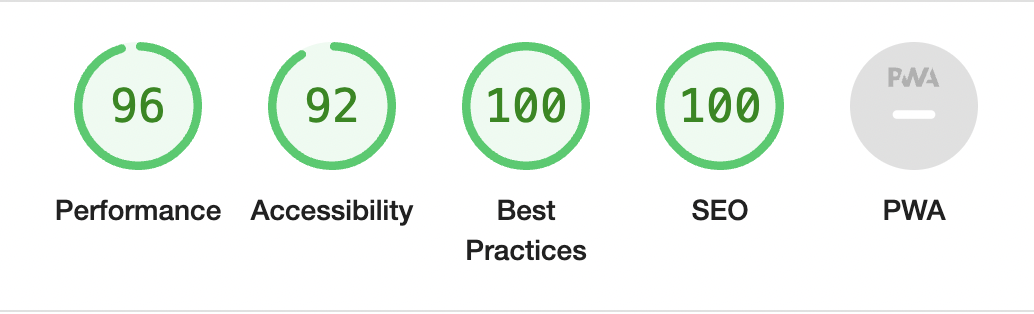 96
92
100
100
PWA
Performance
Accessibility
Best
Practices
SEO
PWA